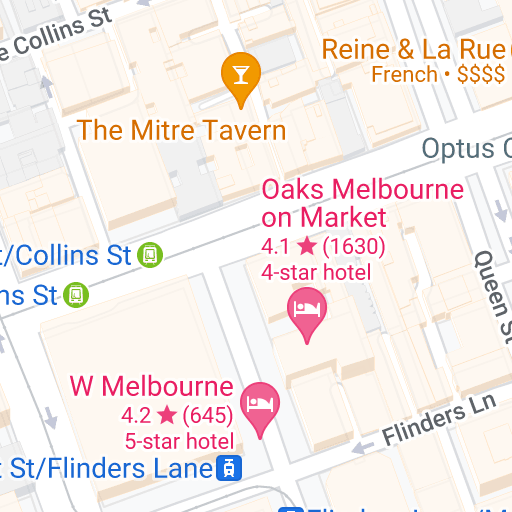 e Collins St
Reine & La Rue
French • $$$$
The Mitre Tavern
Optus
Oaks Melbourne
on Market
4.1 ★ (1630)
4-star hotel
t/Collins St
ns St
Queen St
W Melbourne
4.2 ★ (645)
5-star hotel
Flinders Ln
t St/Flinders Lane